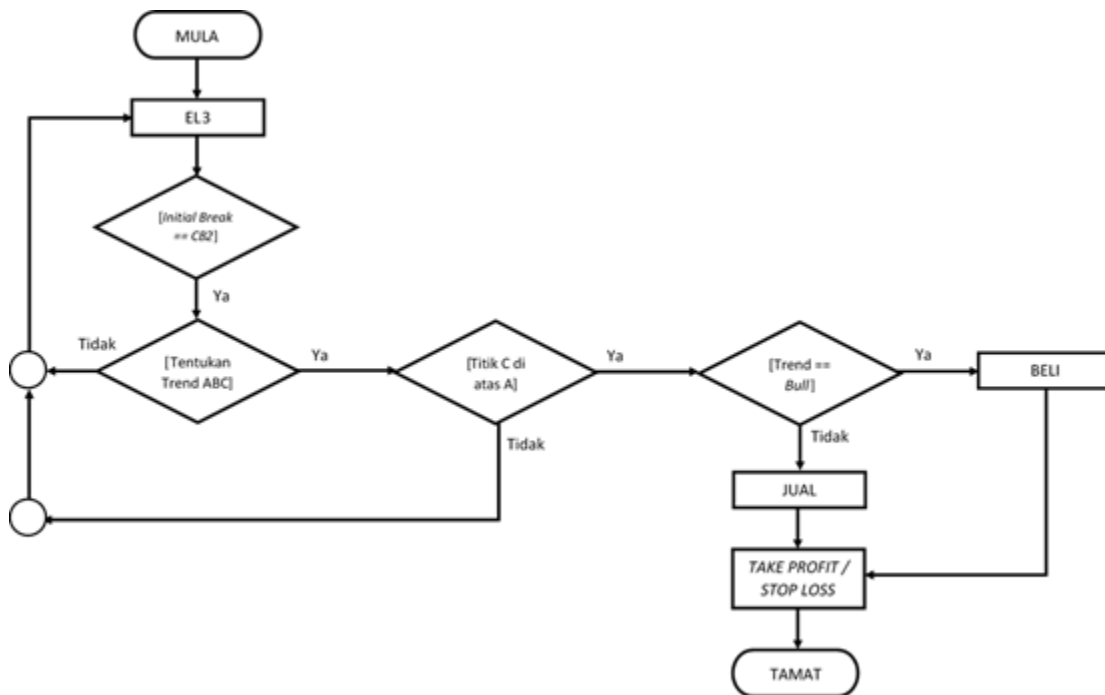 MULA
EL3
[Initial Break
== CB2]
Ya
Tidak
[Tentukan
Trend ABC]
Ya
[Titik C di
atas A]
Ya
[Trend ==
Bull]
Ya
BELI
Tidak
Tidak
JUAL
TAKE PROFIT /
STOP LOSS
TAMAT